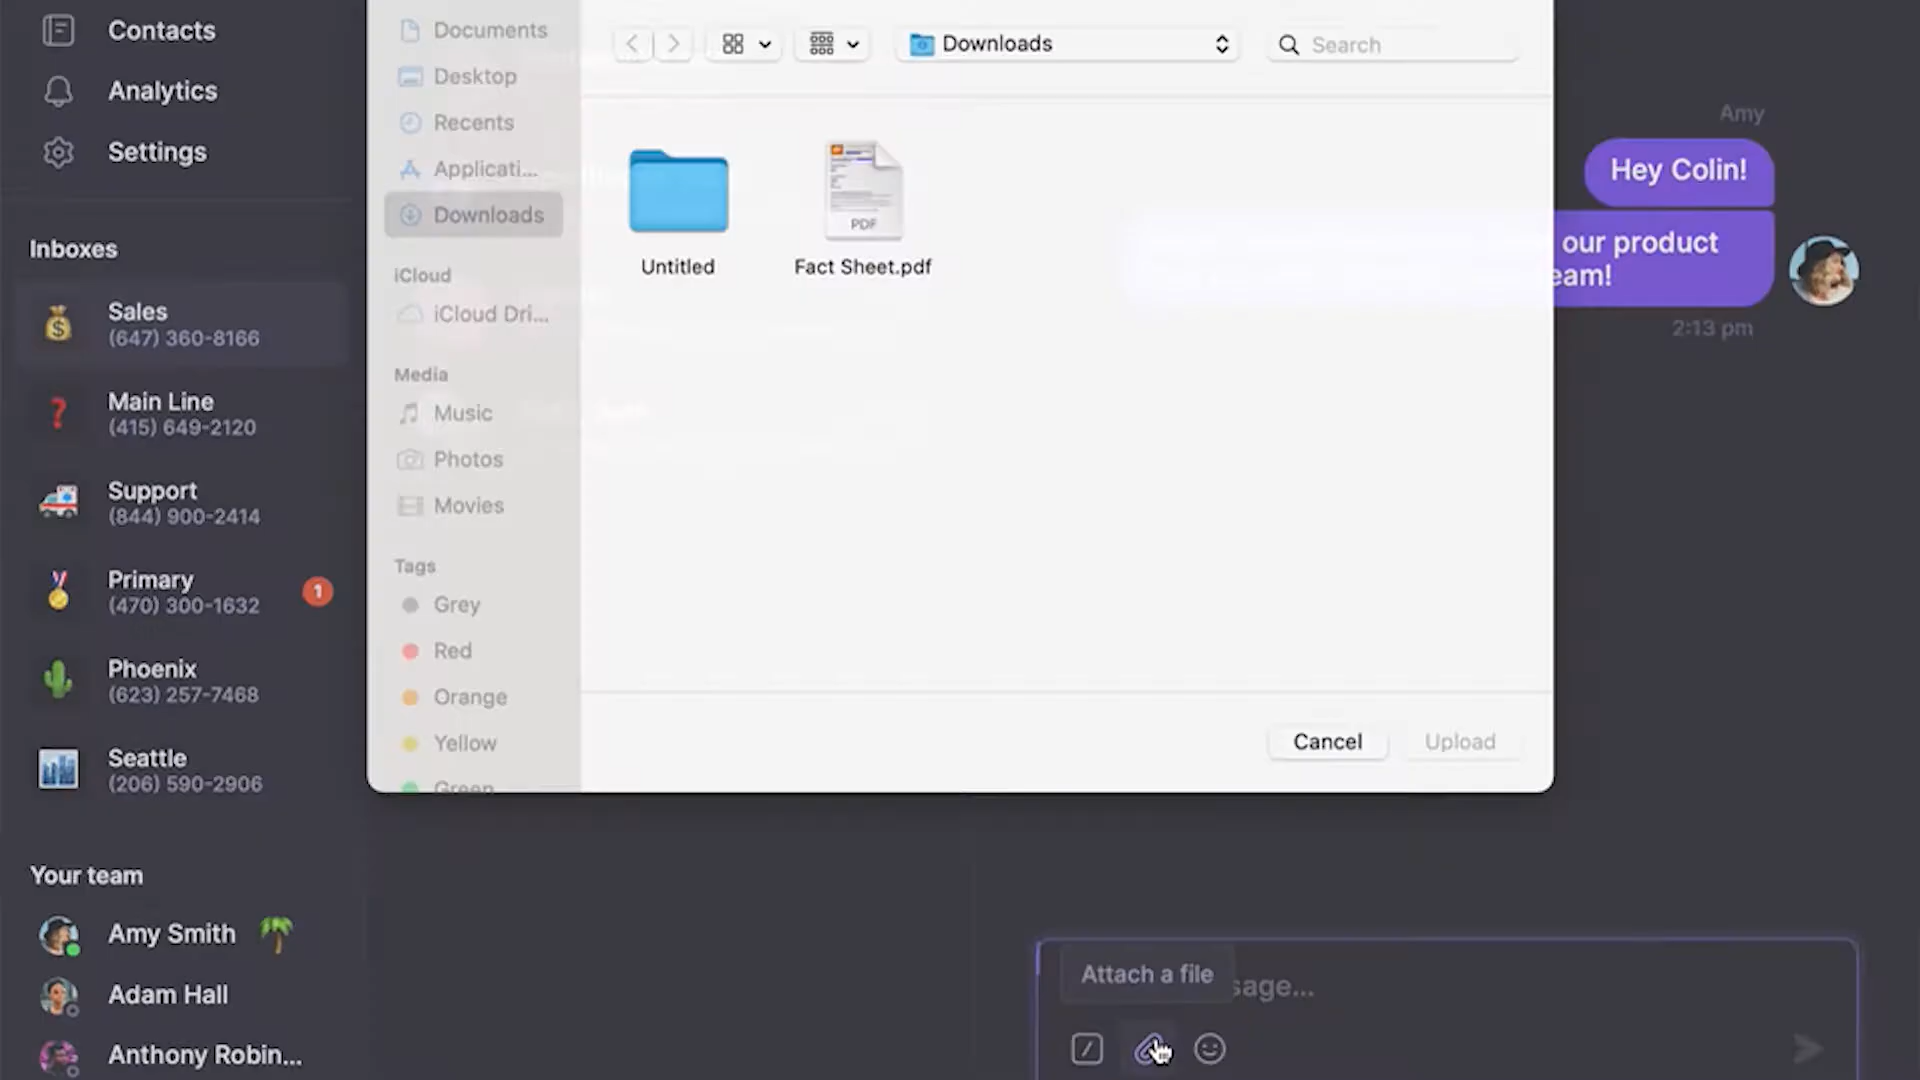 Contacts
Analytics
Settings
Inboxes
Sales
(647) 360-8166
Main Line
(415) 649-2120
Support
(844) 900-2414
Primary
(470) 300-1632
1
Phoenix
(623) 257-7468
Seattle
(206) 590-2906
Your team
Amy Smith
Adam Hall
Anthony Robin...
Documents
Desktop
Recents
Applicati...
Downloads
iCloud
iCloud Dri...
Media
Music
Photos
Movies
Tags
Grey
Red
Orange
Yellow
Green
Downloads
Search
PDF
Untitled
Fact Sheet.pdf
Cancel
Upload
Amy
Hey Colin!
our product
eam!
2:13 pm
Attach a file
sage...